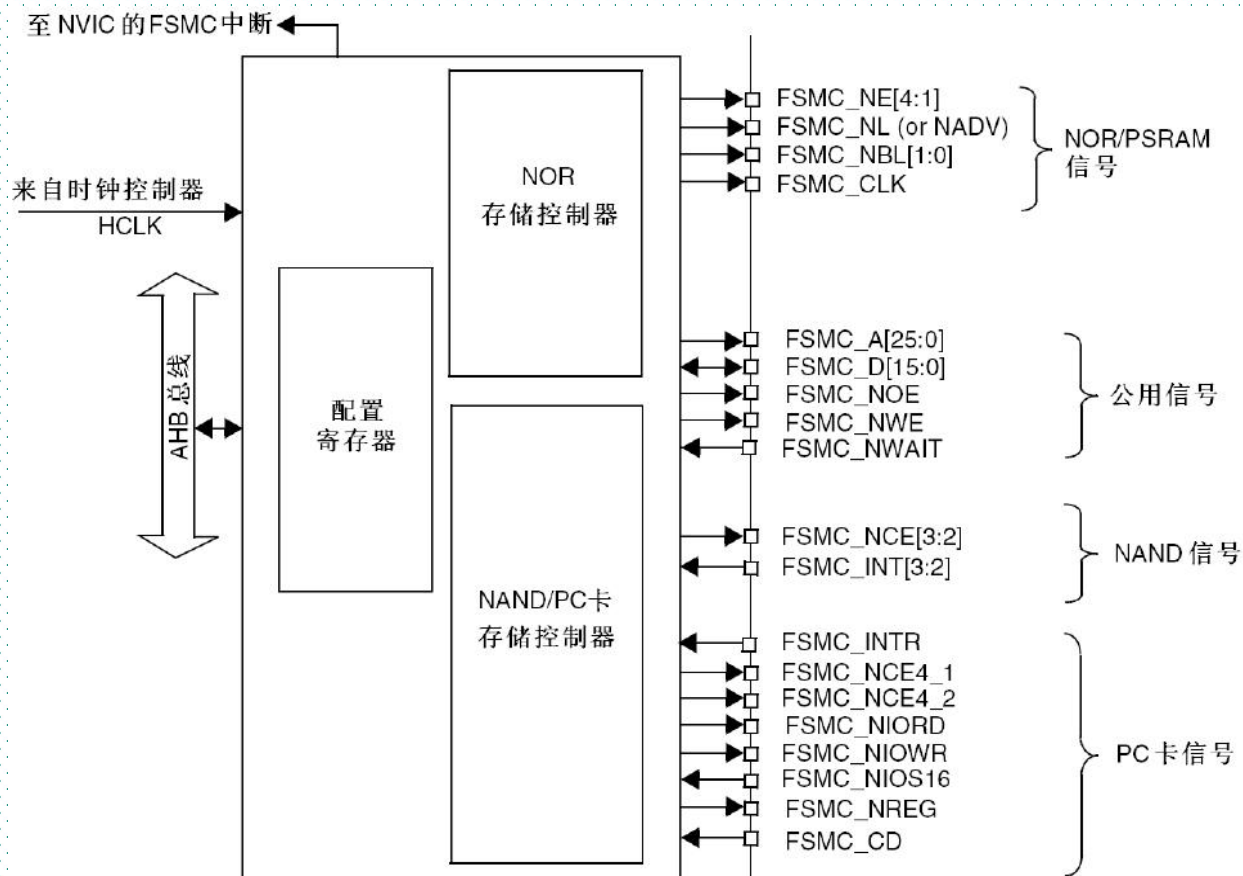 至 NVIC 的FSMC中断
来自时钟控制器
HCLK
AHB 总线
配置
寄存器
NOR
存储控制器
NAND/PC卡
存储控制器
FSMC_NE[4:1]
FSMC_NL (or NADV)
FSMC_NBL[1:0]
FSMC_CLK
NOR/PSRAM
信号
FSMC_A[25:0]
FSMC_D[15:0]
FSMC_NOE
FSMC_NWE
FSMC_NWAIT
公用信号
FSMC_NCE[3:2]
FSMC_INT[3:2]
NAND 信号
FSMC_INTR
FSMC_NCE4_1
FSMC_NCE4_2
FSMC_NIORD
FSMC_NIOWR
FSMC_NIOS16
FSMC_NREG
FSMC_CD
PC 卡信号